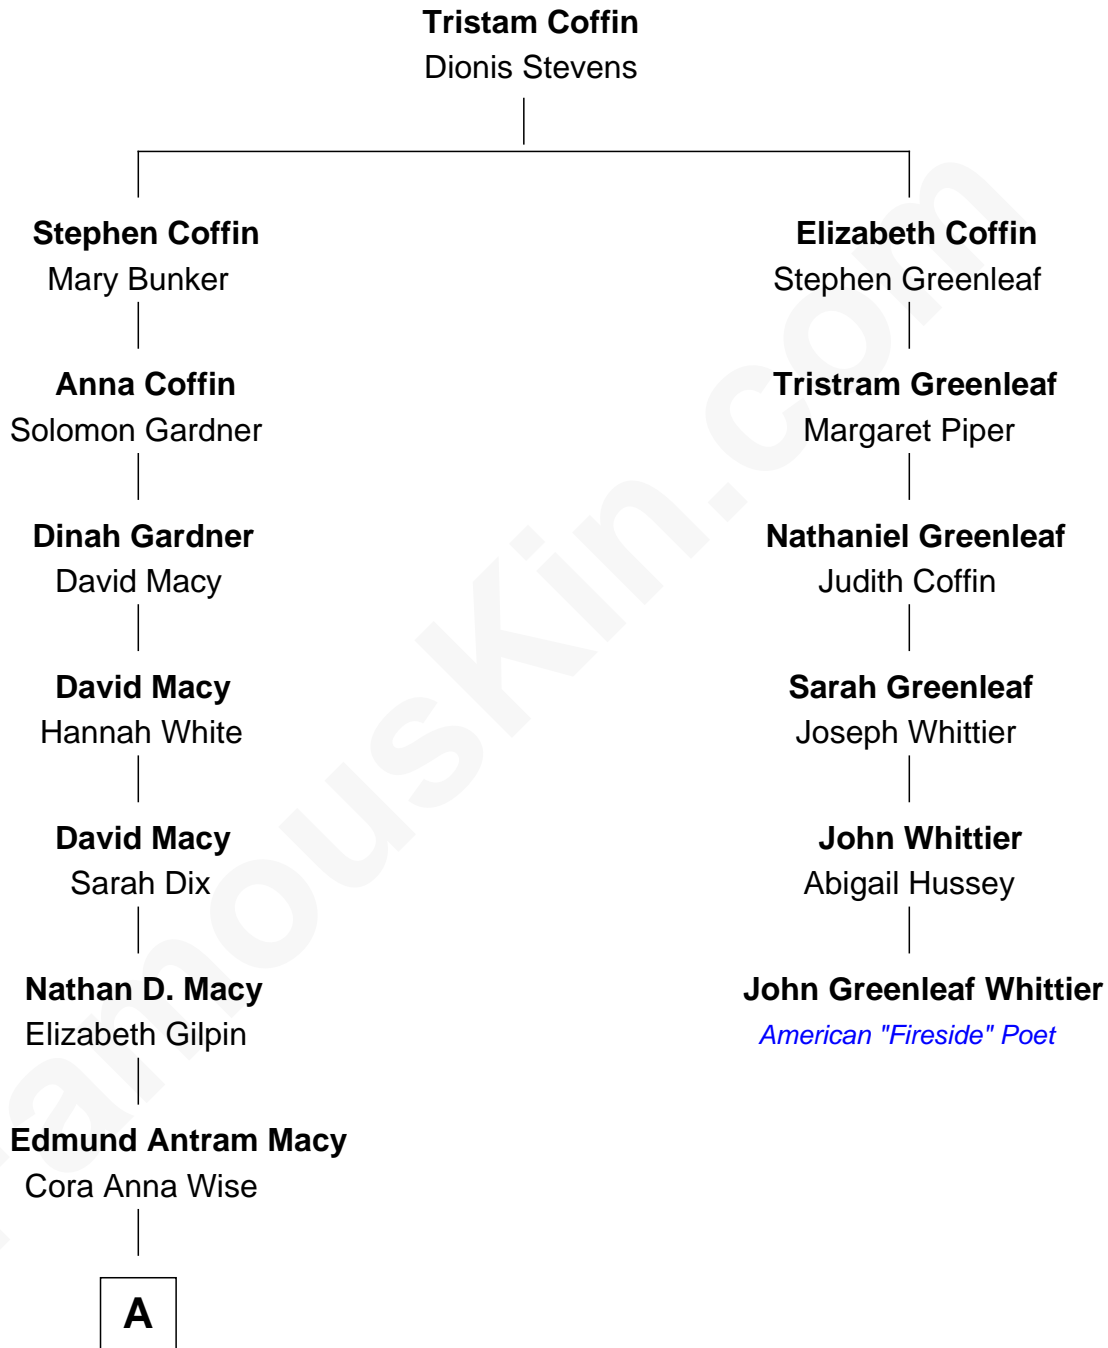 Tristam Coffin
Dionis Stevens
Stephen Coffin
Mary Bunker
Anna Coffin
Solomon Gardner
Dinah Gardner
David Macy
David Macy
Hannah White
David Macy
Sarah Dix
Nathan D. Macy
Elizabeth Gilpin
Edmund Antram Macy
Cora Anna Wise
A
Elizabeth Coffin
Stephen Greenleaf
Tristram Greenleaf
Margaret Piper
Nathaniel Greenleaf
Judith Coffin
Sarah Greenleaf
Joseph Whittier
John Whittier
Abigail Hussey
John Greenleaf Whittier
American "Fireside" Poet
FamousKin.com